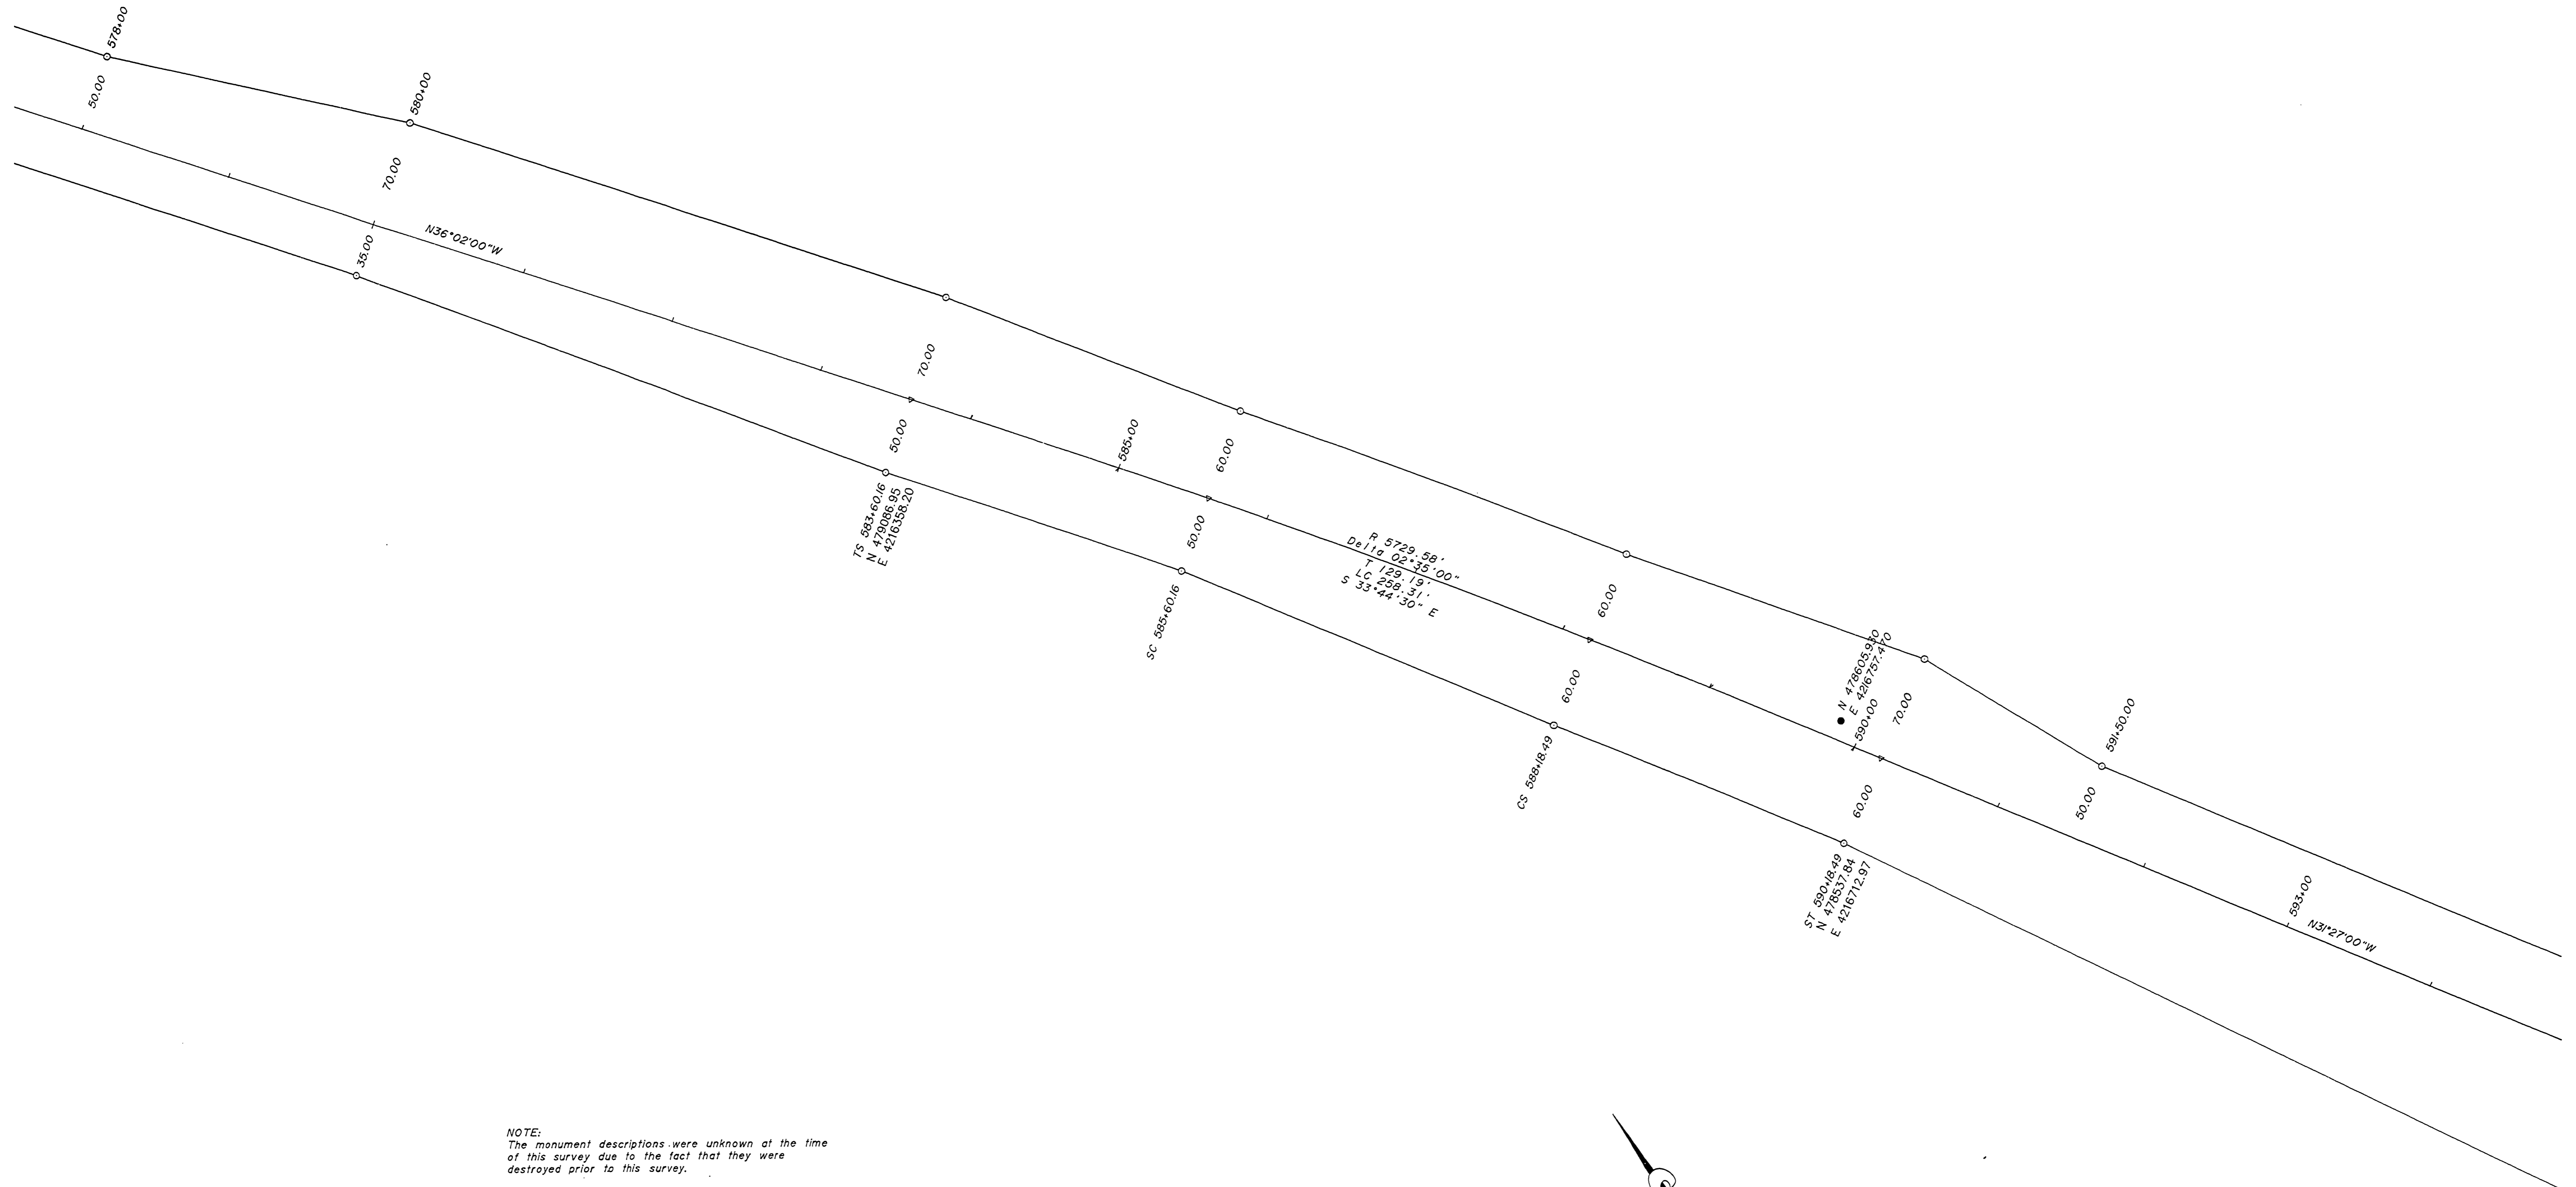 578+00
50.00
580+00
70.00
35.00
N36°02'00"W
70.00
50.00
TS 583+60.16
N 479086.95
E 4216358.20
585+00
60.00
50.00
SC 585+60.16
R 5729.58'
Delta 02°35'00"
T 129.19'
LC 258.31'
S 33°44'30" E
60.00
60.00
CS 588+18.49
N 478605.930
E 4216757.470
590+00
70.00
60.00
ST 590+18.49
N 478537.84
E 4216712.97
591+50.00
50.00
593+00
N31°27'00"W
NOTE:
The monument descriptions were unknown at the time
of this survey due to the fact that they were
destroyed prior to this survey.